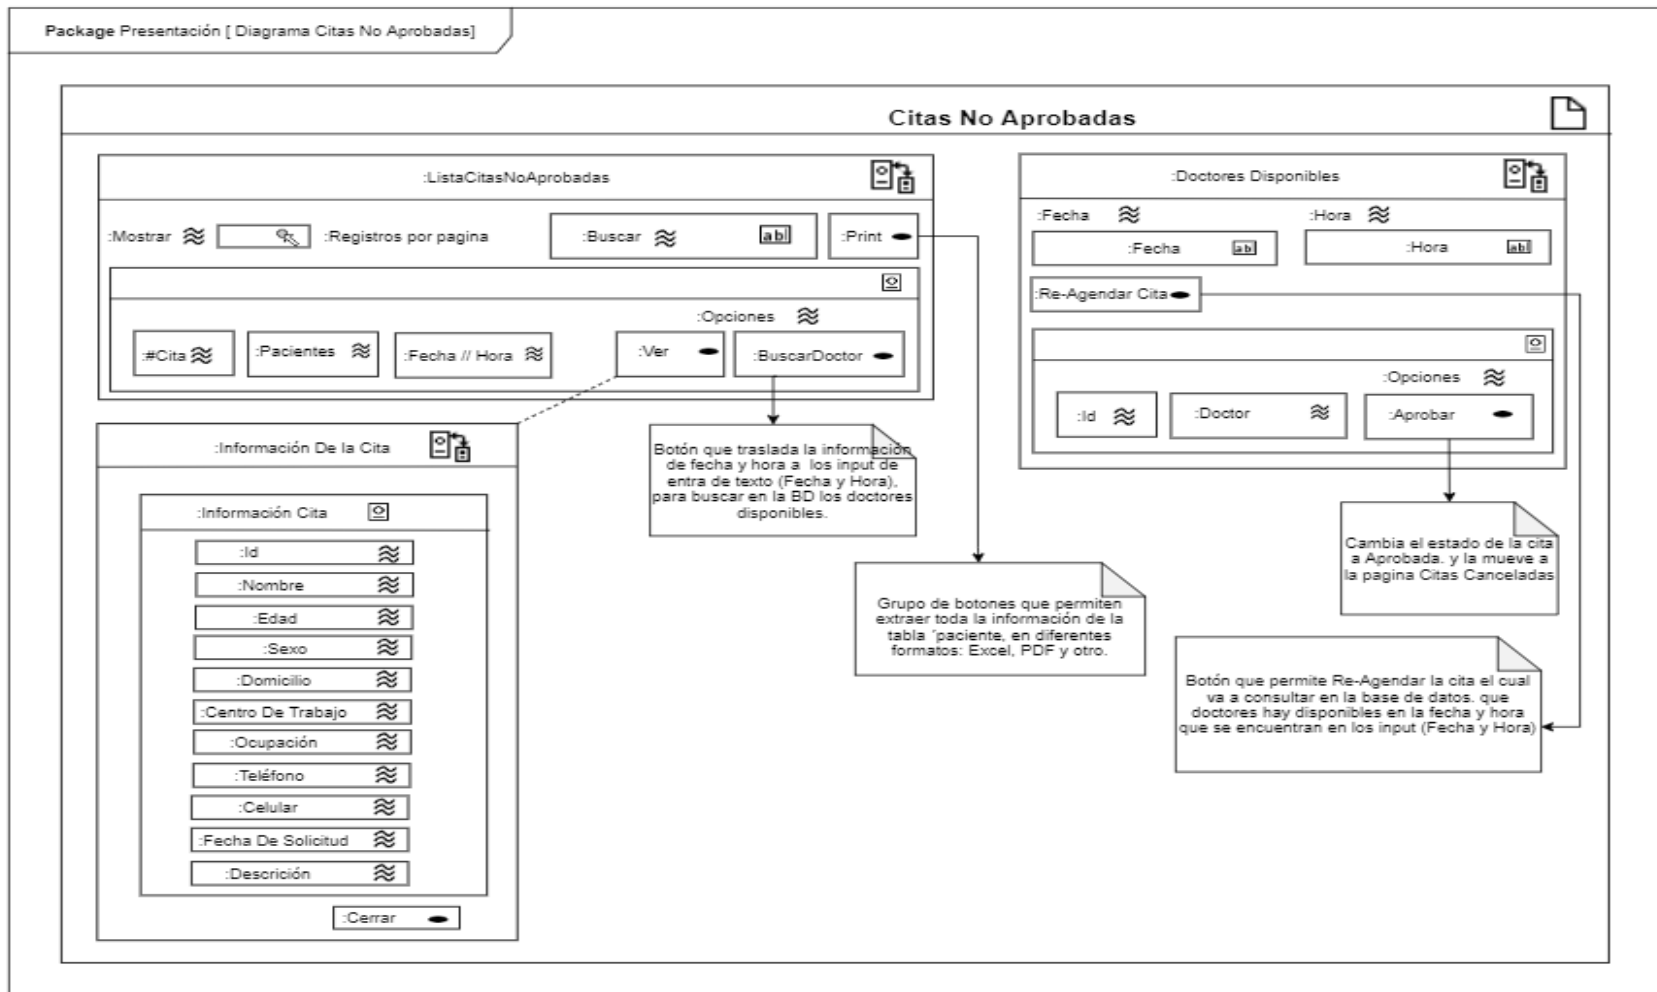 Package Presentación [ Diagrama Citas No Aprobadas]
Citas No Aprobadas
:ListaCitasNoAprobadas
:Mostrar
:Registros por pagina
:Buscar
ab|
:Print
:Opciones
:#Cita
:Pacientes
:Fecha // Hora
:Ver
:BuscarDoctor
:Doctores Disponibles
:Fecha
:Hora
:Fecha
ab|
:Hora
ab|
:Re-Agendar Cita
:Opciones
:Id
:Doctor
:Aprobar
:Información De la Cita
:Información Cita
:Id
:Nombre
:Edad
:Sexo
:Domicilio
:Centro De Trabajo
:Ocupación
:Teléfono
:Celular
:Fecha De Solicitud
:Descrición
:Cerrar
Botón que traslada la información
de fecha y hora a los input de
entra de texto (Fecha y Hora),
para buscar en la BD los doctores
disponibles.
Grupo de botones que permiten
extraer toda la información de la
tabla ´paciente, en diferentes
formatos: Excel, PDF y otro.
Cambia el estado de la cita
a Aprobada. y la mueve a
la pagina Citas Canceladas
Botón que permite Re-Agendar la cita el cual
va a consultar en la base de datos. que
doctores hay disponibles en la fecha y hora
que se encuentran en los input (Fecha y Hora)